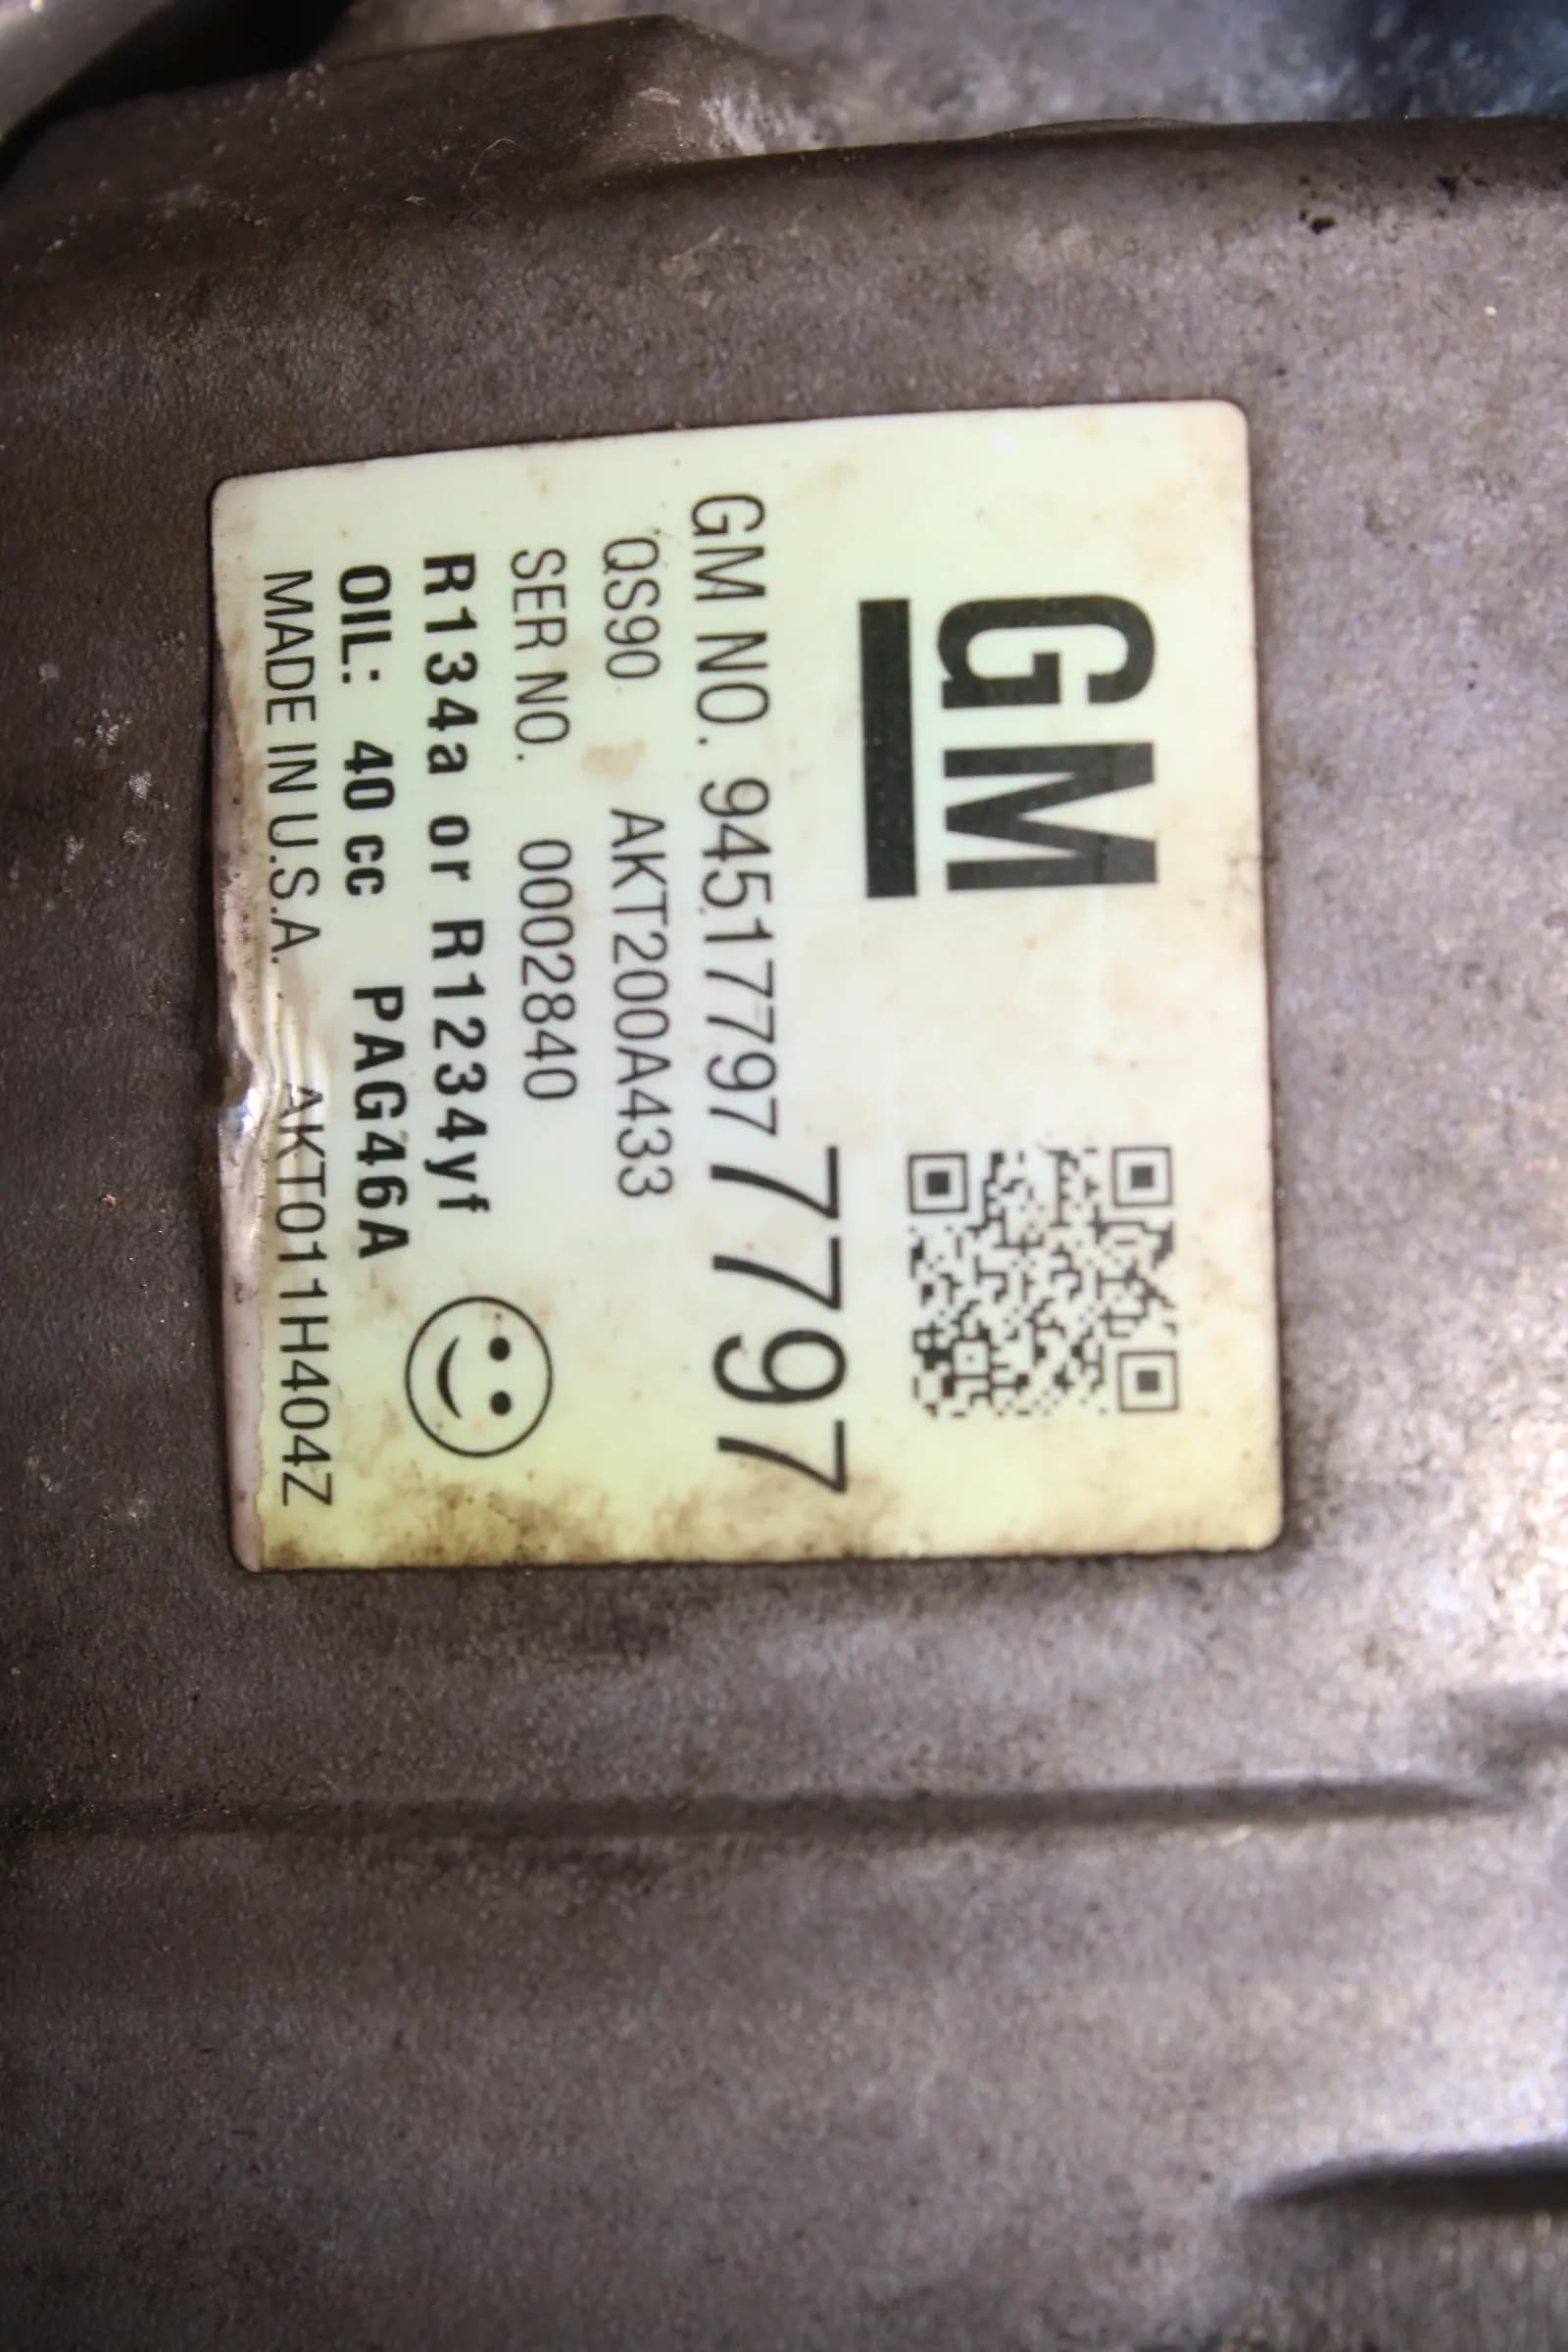 GM
GM NO. 94517797 7797
QS90 AKT200A433
SER NO. 0002840
R134a or R1234yf
OIL: 40 cc PAG46A
MADE IN U.S.A. AKT011H404Z